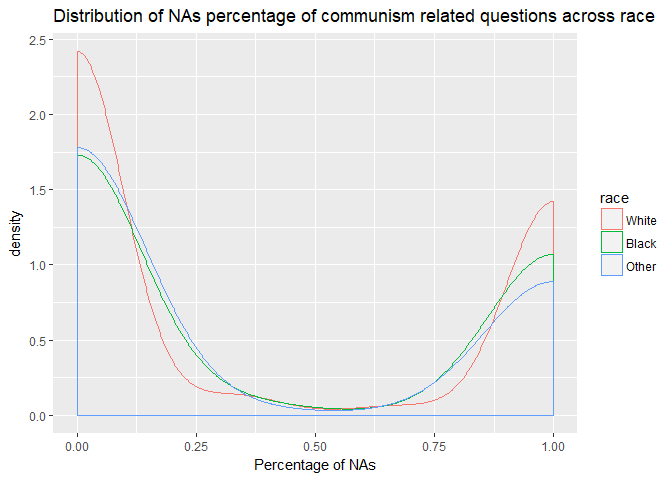 Distribution of NAs percentage of communism related questions across race
2.5
2.0
1.5
1.0
0.5
0.0
density
0.00 0.25 0.50 0.75 1.00
Percentage of NAs
race
White
Black
Other